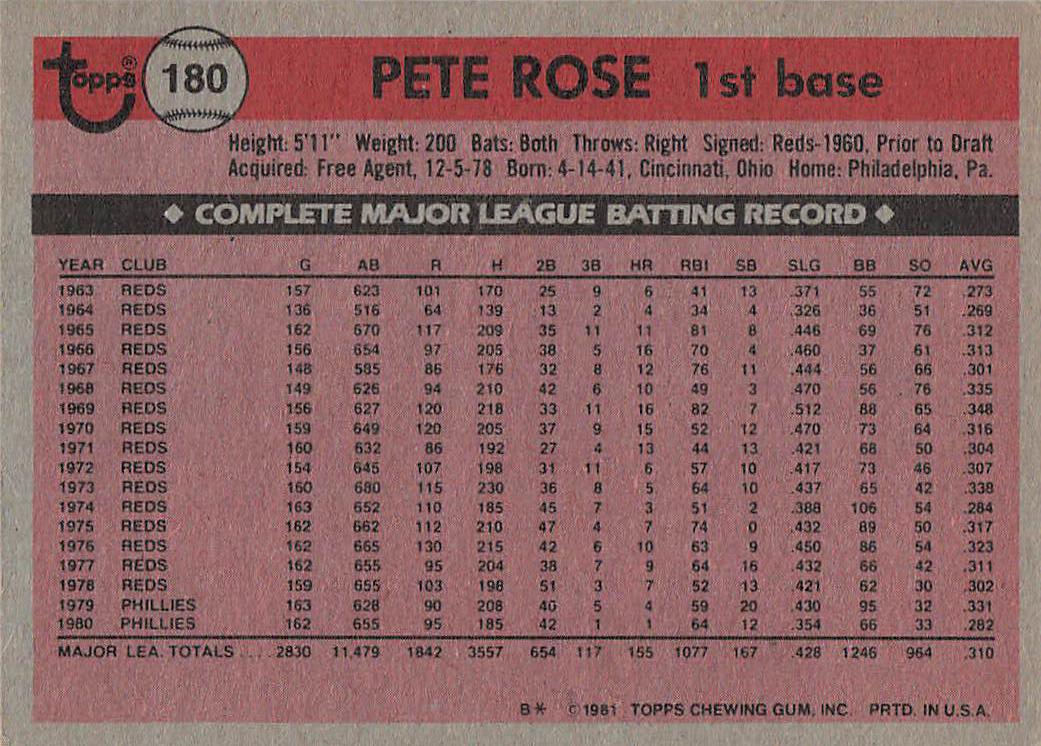 Topps® 180 PETE ROSE 1st base
Height: 5'11" Weight: 200 Bats: Both Throws: Right Signed: Reds-1960, Prior to Draft
Acquired: Free Agent, 12-5-78 Born: 4-14-41, Cincinnati, Ohio Home: Philadelphia, Pa.
◆ COMPLETE MAJOR LEAGUE BATTING RECORD ◆
YEAR CLUB G AB R H 2B 3B HR RBI SB SLG BB SO AVG
1963 REDS 157 623 101 170 25 9 6 41 13 .371 55 72 .273
1964 REDS 136 516 64 139 13 2 4 34 4 .326 36 51 .269
1965 REDS 162 670 117 209 35 11 11 81 8 .446 69 76 .312
1966 REDS 156 654 97 205 38 5 16 70 4 .460 37 61 .313
1967 REDS 148 585 86 176 32 8 12 76 11 .444 56 66 .301
1968 REDS 149 626 94 210 42 6 10 49 3 .470 56 76 .335
1969 REDS 156 627 120 218 33 11 16 82 7 .512 88 65 .348
1970 REDS 159 649 120 205 37 9 15 52 12 .470 73 64 .316
1971 REDS 160 632 86 192 27 4 13 44 13 .421 68 50 .304
1972 REDS 154 645 107 198 31 11 6 57 10 .417 73 46 .307
1973 REDS 160 680 115 230 36 8 5 64 10 .437 65 42 .338
1974 REDS 163 652 110 185 45 7 3 51 2 .388 106 54 .284
1975 REDS 162 662 112 210 47 4 7 74 0 .432 89 50 .317
1976 REDS 162 665 130 215 42 6 10 63 9 .450 86 54 .323
1977 REDS 162 655 95 204 38 7 9 64 16 .432 66 42 .311
1978 REDS 159 655 103 198 51 3 7 52 13 .421 62 30 .302
1979 PHILLIES 163 628 90 208 40 5 4 59 20 .430 95 32 .331
1980 PHILLIES 162 655 95 185 42 1 1 64 12 .354 66 33 .282
MAJOR LEA. TOTALS .... 2830 11,479 1842 3557 654 117 155 1077 167 .428 1246 964 .310
B* ©1981 TOPPS CHEWING GUM, INC. PRTD. IN U.S.A.